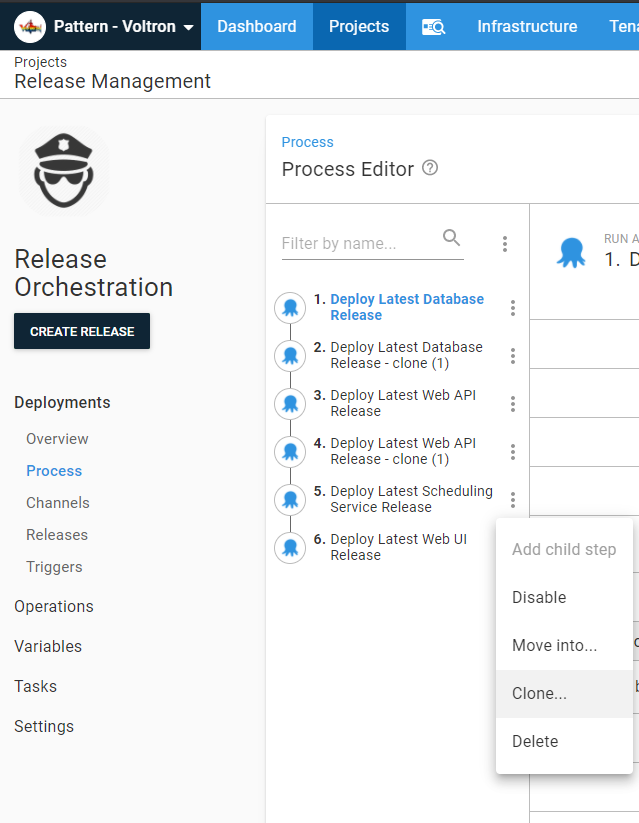 Pattern - Voltron
Dashboard
Projects
Infrastructure
Projects
Release Management
Release
Orchestration
CREATE RELEASE
Deployments
Overview
Process
Channels
Releases
Triggers
Operations
Variables
Tasks
Settings
Process
Process Editor
Filter by name...
1. Deploy Latest Database
Release
2. Deploy Latest Database
Release - clone (1)
3. Deploy Latest Web API
Release
4. Deploy Latest Web API
Release - clone (1)
5. Deploy Latest Scheduling
Service Release
6. Deploy Latest Web UI
Release
RUN A
1. D
Add child step
Disable
Move into...
Clone...
Delete